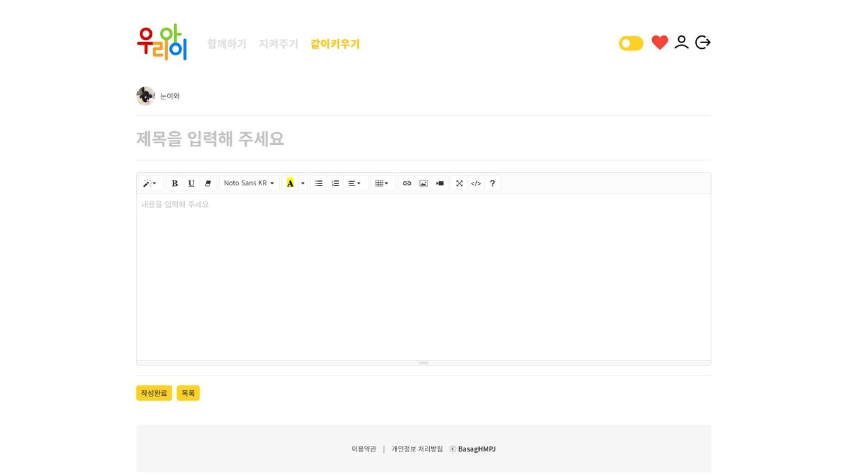 우리아이
함께하기 지켜주기 같이키우기
눈이와
제목을 입력해 주세요
B U Noto Sans KR A </> ?
내용을 입력해 주세요
작성완료 목록
이용약관 | 개인정보 처리방침 ⓒ BasagHMPJ